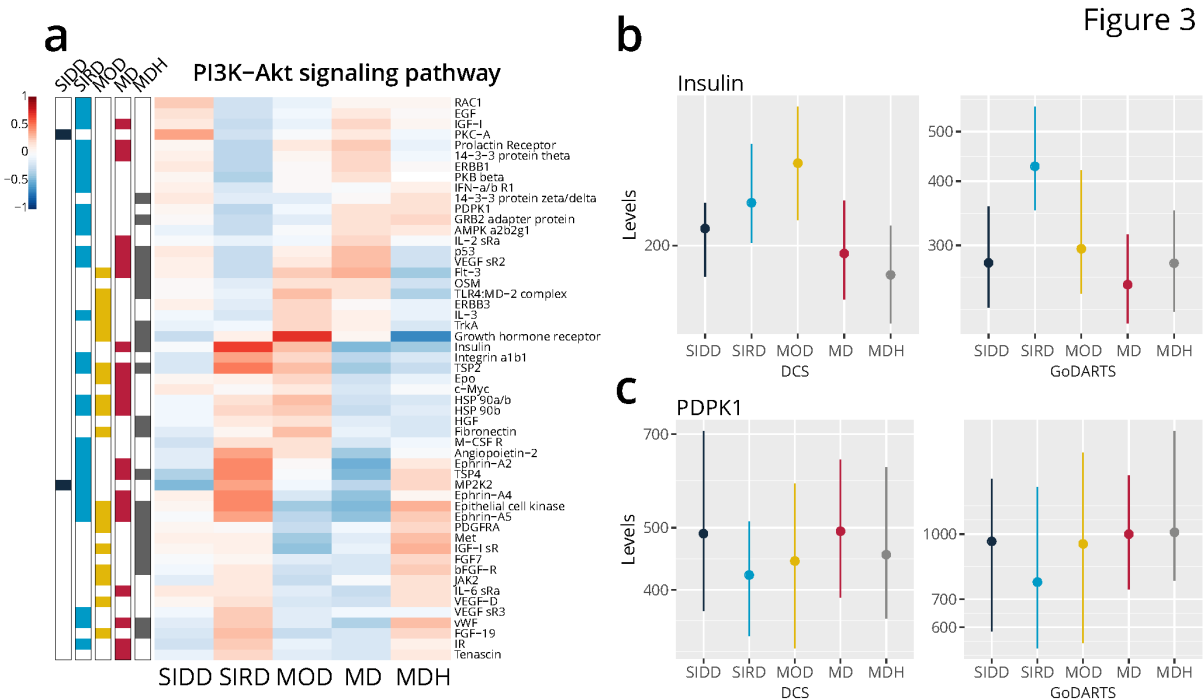 Figure 3
a
SIDD
SIRD
MOD
MD
MDH
PI3K−Akt signaling pathway
1
0.5
0
−0.5
−1
RAC1
EGF
IGF−I
PKC−A
Prolactin Receptor
14−3−3 protein theta
ERBB1
PKB beta
IFN−a/b R1
14−3−3 protein zeta/delta
PDPK1
GRB2 adapter protein
AMPK a2b2g1
IL−2 sRa
p53
VEGF sR2
Flt−3
OSM
TLR4:MD−2 complex
ERBB3
IL−3
TrkA
Growth hormone receptor
Insulin
Integrin a1b1
TSP2
Epo
c−Myc
HSP 90a/b
HSP 90b
HGF
Fibronectin
M−CSF R
Angiopoietin−2
Ephrin−A2
TSP4
MP2K2
Ephrin−A4
Epithelial cell kinase
Ephrin−A5
PDGFRA
Met
IGF−I sR
FGF7
bFGF−R
JAK2
IL−6 sRa
VEGF−D
VEGF sR3
vWF
FGF−19
IR
Tenascin
SIDD SIRD MOD MD MDH
b
Insulin
Levels
200
SIDD SIRD MOD MD MDH
DCS
500
400
300
SIDD SIRD MOD MD MDH
GoDARTS
c
PDPK1
Levels
700
500
400
SIDD SIRD MOD MD MDH
DCS
1000
700
600
SIDD SIRD MOD MD MDH
GoDARTS